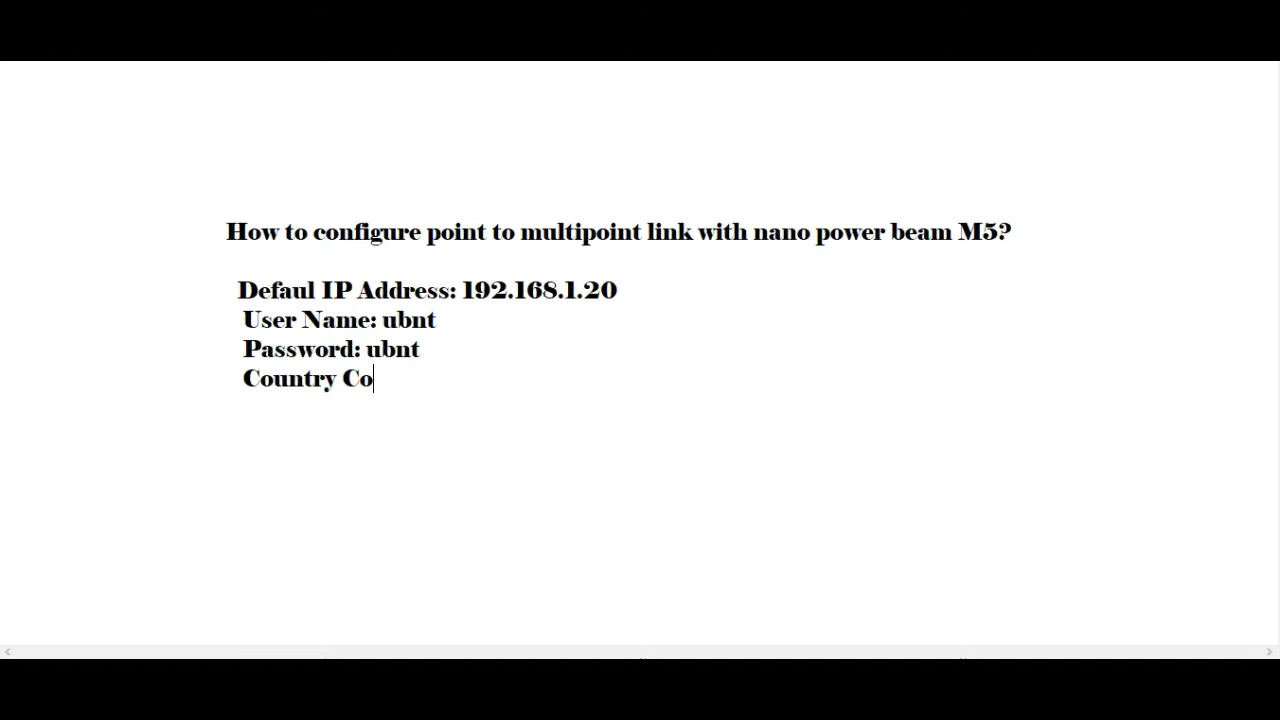 How to configure point to multipoint link with nano power beam M5?
Defaul IP Address: 192.168.1.20
User Name: ubnt
Password: ubnt
Country Co